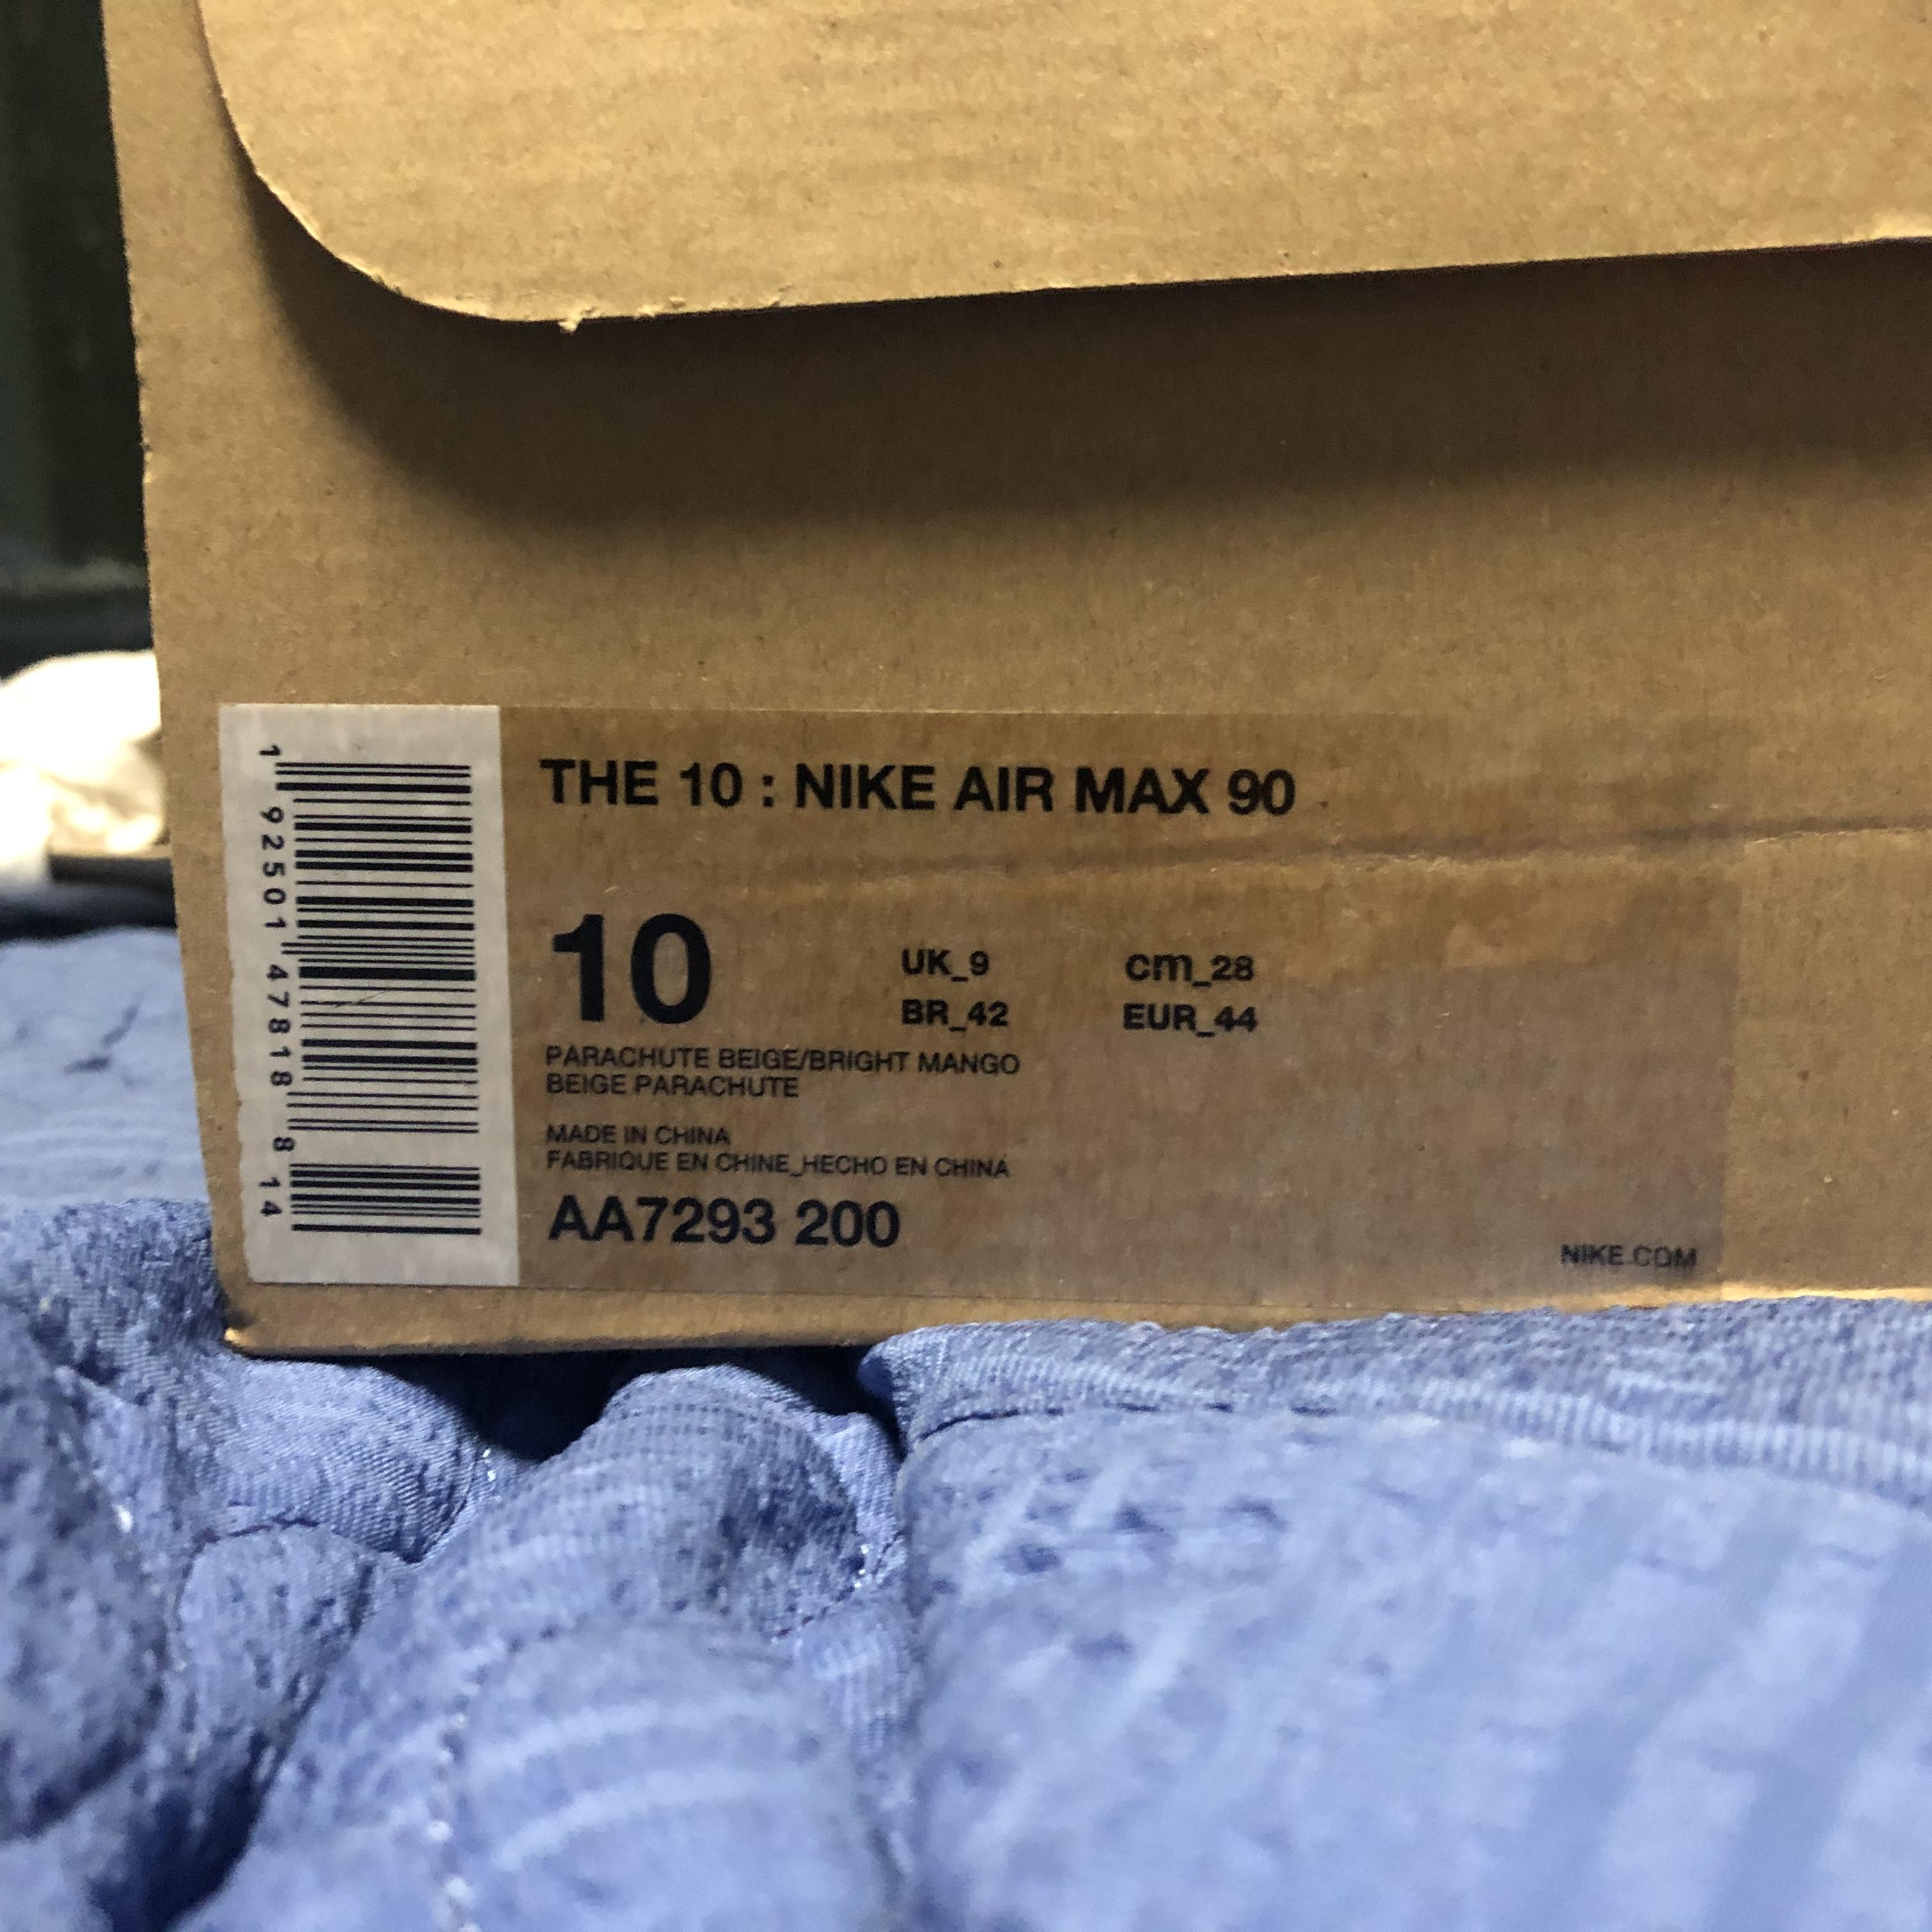 THE 10 : NIKE AIR MAX 90
10
UK_9 cm_28
BR_42 EUR_44
PARACHUTE BEIGE/BRIGHT MANGO
BEIGE PARACHUTE
MADE IN CHINA
FABRIQUE EN CHINE_HECHO EN CHINA
AA7293 200
NIKE.COM
1 92501 47818 8 14